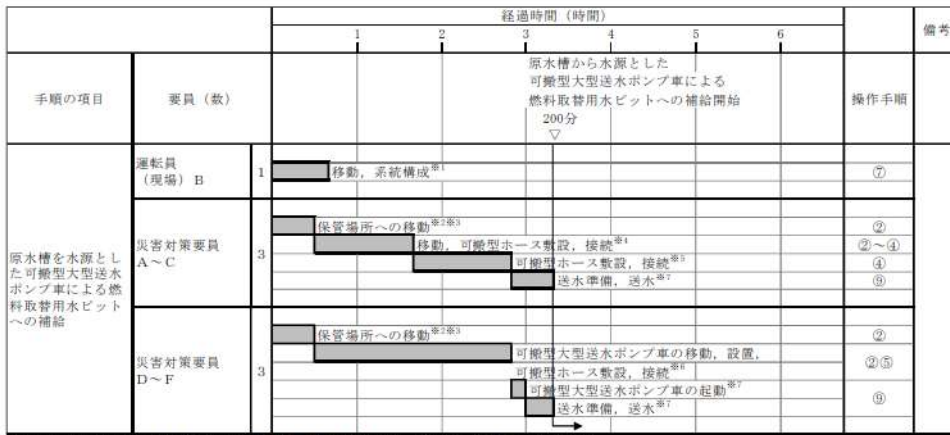 経過時間（時間）
備考
1
2
3
4
5
6
手順の項目
要員（数）
原水槽から水源とした
可搬型大型送水ポンプ車による
燃料取替用水ピットへの補給開始
200分
▽
操作手順
原水槽を水源とし
た可搬型大型送水
ポンプ車による燃
料取替用水ピット
への補給
運転員
（現場）B
1
移動，系統構成※1
⑦
災害対策要員
A～C
3
保管場所への移動※2※3
②
移動，可搬型ホース敷設，接続※4
②～④
可搬型ホース敷設，接続※5
④
送水準備，送水※7
⑨
災害対策要員
D～F
3
保管場所への移動※2※3
②
可搬型大型送水ポンプ車の移動，設置，
可搬型ホース敷設，接続※6
②⑤
可搬型大型送水ポンプ車の起動※7
送水準備，送水※7
⑨